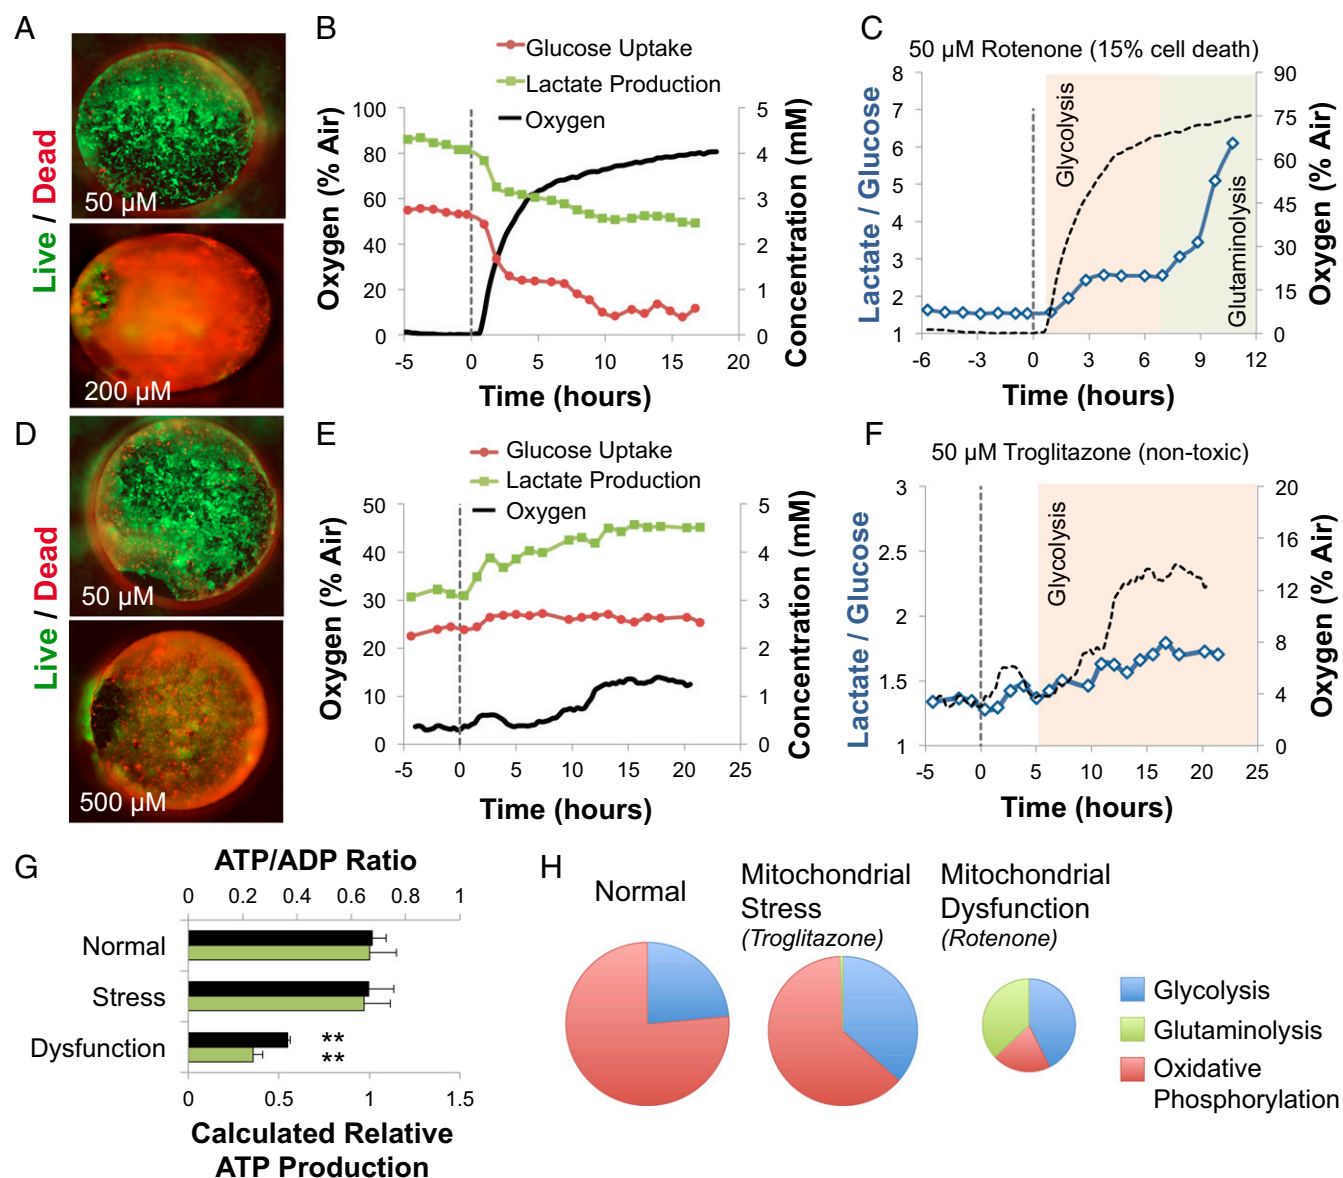 A
Live / Dead
50 µM
200 µM
B
Glucose Uptake
Lactate Production
Oxygen
Oxygen (% Air)
100
80
60
40
20
0
5
4
3
2
1
0
Concentration (mM)
-5 0 5 10 15 20
Time (hours)
C
50 µM Rotenone (15% cell death)
Lactate / Glucose
8
7
6
5
4
3
2
1
Glycolysis
Glutaminolysis
90
75
60
45
30
15
0
Oxygen (% Air)
-6 -3 0 3 6 9 12
Time (hours)
D
Live / Dead
50 µM
500 µM
E
Glucose Uptake
Lactate Production
Oxygen
Oxygen (% Air)
50
40
30
20
10
0
5
4
3
2
1
0
Concentration (mM)
-5 0 5 10 15 20 25
Time (hours)
F
50 µM Troglitazone (non-toxic)
Lactate / Glucose
3
2.5
2
1.5
1
Glycolysis
20
16
12
8
4
0
Oxygen (% Air)
-5 0 5 10 15 20 25
Time (hours)
G
ATP/ADP Ratio
0 0.2 0.4 0.6 0.8 1
Normal
Stress
Dysfunction
**
**
0 0.5 1 1.5
Calculated Relative
ATP Production
H
Normal
Mitochondrial
Stress
(Troglitazone)
Mitochondrial
Dysfunction
(Rotenone)
Glycolysis
Glutaminolysis
Oxidative
Phosphorylation